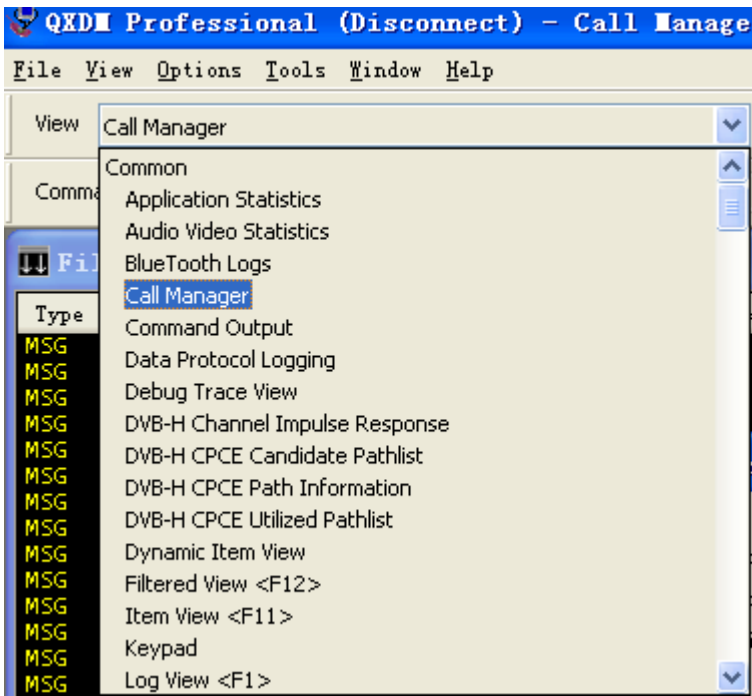 QXDM Professional (Disconnect) - Call Manage
File View Options Tools Window Help
View Call Manager
Common
Application Statistics
Audio Video Statistics
BlueTooth Logs
Call Manager
Command Output
Data Protocol Logging
Debug Trace View
DVB-H Channel Impulse Response
DVB-H CPCE Candidate Pathlist
DVB-H CPCE Path Information
DVB-H CPCE Utilized Pathlist
Dynamic Item View
Filtered View <F12>
Item View <F11>
Keypad
Log View <F1>
Comma
Fil
Type
MSG
MSG
MSG
MSG
MSG
MSG
MSG
MSG
MSG
MSG
MSG
MSG
MSG
MSG